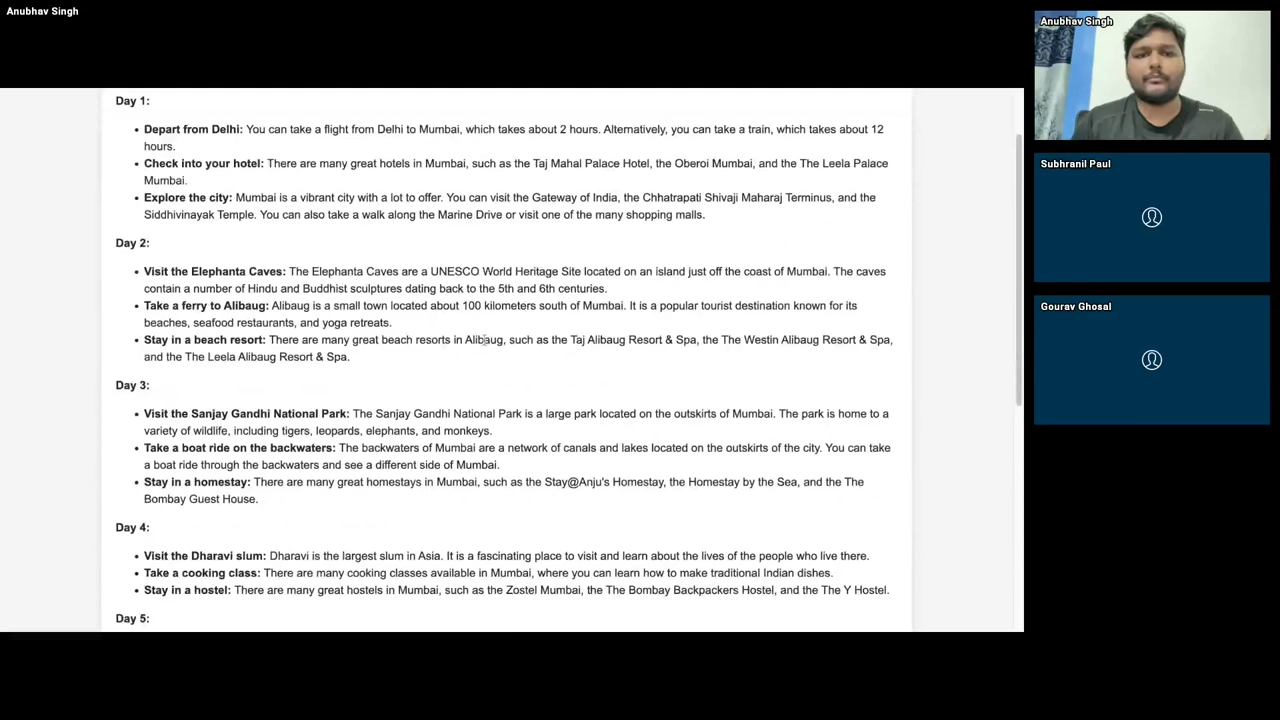 Anubhav Singh
Anubhav Singh
Subhranil Paul
Gourav Ghosal
Day 1:
Depart from Delhi: You can take a flight from Delhi to Mumbai, which takes about 2 hours. Alternatively, you can take a train, which takes about 12
hours.
Check into your hotel: There are many great hotels in Mumbai, such as the Taj Mahal Palace Hotel, the Oberoi Mumbai, and the The Leela Palace
Mumbai.
Explore the city: Mumbai is a vibrant city with a lot to offer. You can visit the Gateway of India, the Chhatrapati Shivaji Maharaj Terminus, and the
Siddhivinayak Temple. You can also take a walk along the Marine Drive or visit one of the many shopping malls.
Day 2:
Visit the Elephanta Caves: The Elephanta Caves are a UNESCO World Heritage Site located on an island just off the coast of Mumbai. The caves
contain a number of Hindu and Buddhist sculptures dating back to the 5th and 6th centuries.
Take a ferry to Alibaug: Alibaug is a small town located about 100 kilometers south of Mumbai. It is a popular tourist destination known for its
beaches, seafood restaurants, and yoga retreats.
Stay in a beach resort: There are many great beach resorts in Alibaug, such as the Taj Alibaug Resort & Spa, the The Westin Alibaug Resort & Spa,
and the The Leela Alibaug Resort & Spa.
Day 3:
Visit the Sanjay Gandhi National Park: The Sanjay Gandhi National Park is a large park located on the outskirts of Mumbai. The park is home to a
variety of wildlife, including tigers, leopards, elephants, and monkeys.
Take a boat ride on the backwaters: The backwaters of Mumbai are a network of canals and lakes located on the outskirts of the city. You can take
a boat ride through the backwaters and see a different side of Mumbai.
Stay in a homestay: There are many great homestays in Mumbai, such as the Stay@Anju's Homestay, the Homestay by the Sea, and the The
Bombay Guest House.
Day 4:
Visit the Dharavi slum: Dharavi is the largest slum in Asia. It is a fascinating place to visit and learn about the lives of the people who live there.
Take a cooking class: There are many cooking classes available in Mumbai, where you can learn how to make traditional Indian dishes.
Stay in a hostel: There are many great hostels in Mumbai, such as the Zostel Mumbai, the The Bombay Backpackers Hostel, and the The Y Hostel.
Day 5: